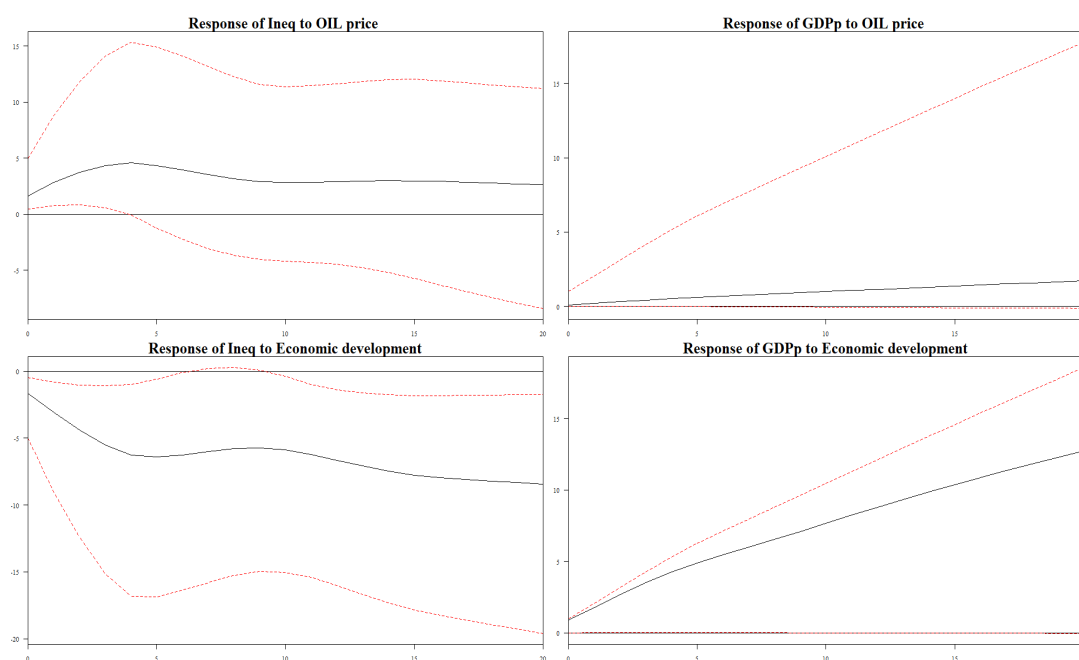 Response of Ineq to OIL price
15
10
5
0
-5
0 5 10 15 20
Response of GDPp to OIL price
15
10
5
0
0 5 10 15
Response of Ineq to Economic development
0
-5
-10
-15
-20
0 5 10 15 20
Response of GDPp to Economic development
15
10
5
0
0 5 10 15